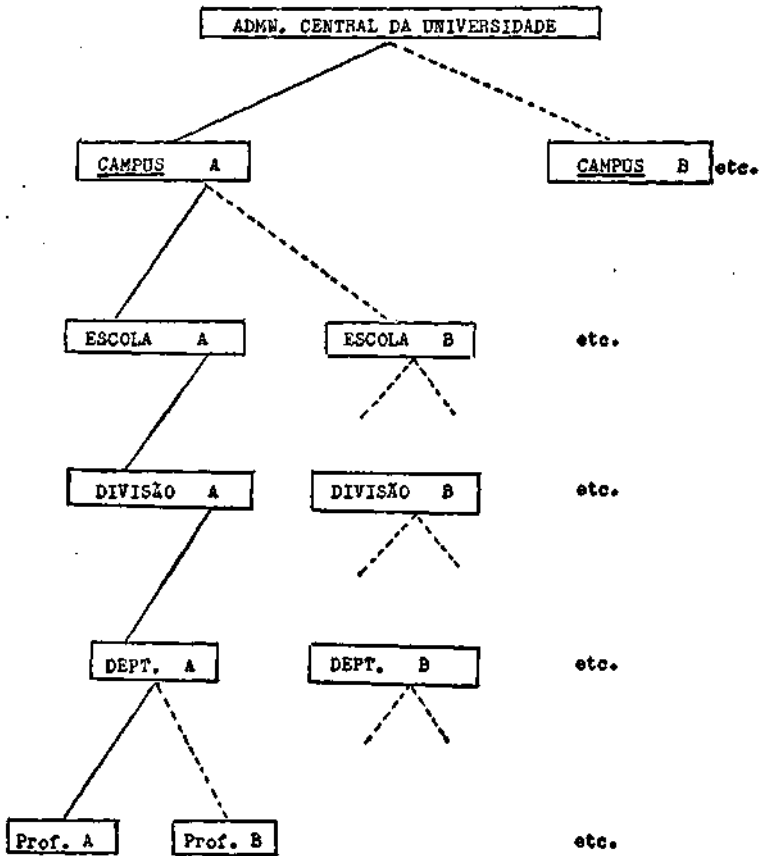 ADMN. CENTRAL DA UNIVERSIDADE
CAMPUS A CAMPUS B etc.
ESCOLA A ESCOLA B etc.
DIVISÃO A DIVISÃO B etc.
DEPT. A DEPT. B etc.
Prof. A Prof. B etc.